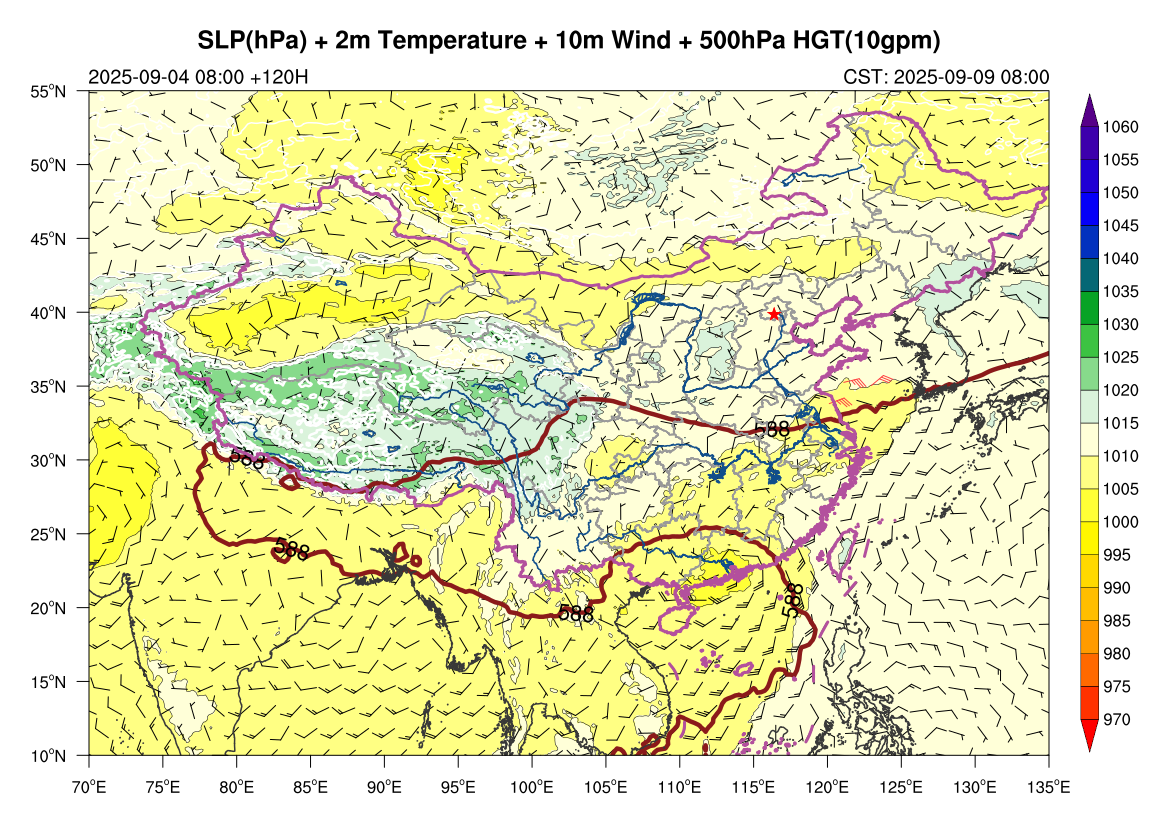 SLP(hPa) + 2m Temperature + 10m Wind + 500hPa HGT(10gpm)
2025-09-04 08:00 +120H
CST: 2025-09-09 08:00
55°N
50°N
45°N
40°N
35°N
30°N
25°N
20°N
15°N
10°N
70°E 75°E 80°E 85°E 90°E 95°E 100°E 105°E 110°E 115°E 120°E 125°E 130°E 135°E
588
588
588
588
588
1060
1055
1050
1045
1040
1035
1030
1025
1020
1015
1010
1005
1000
995
990
985
980
975
970